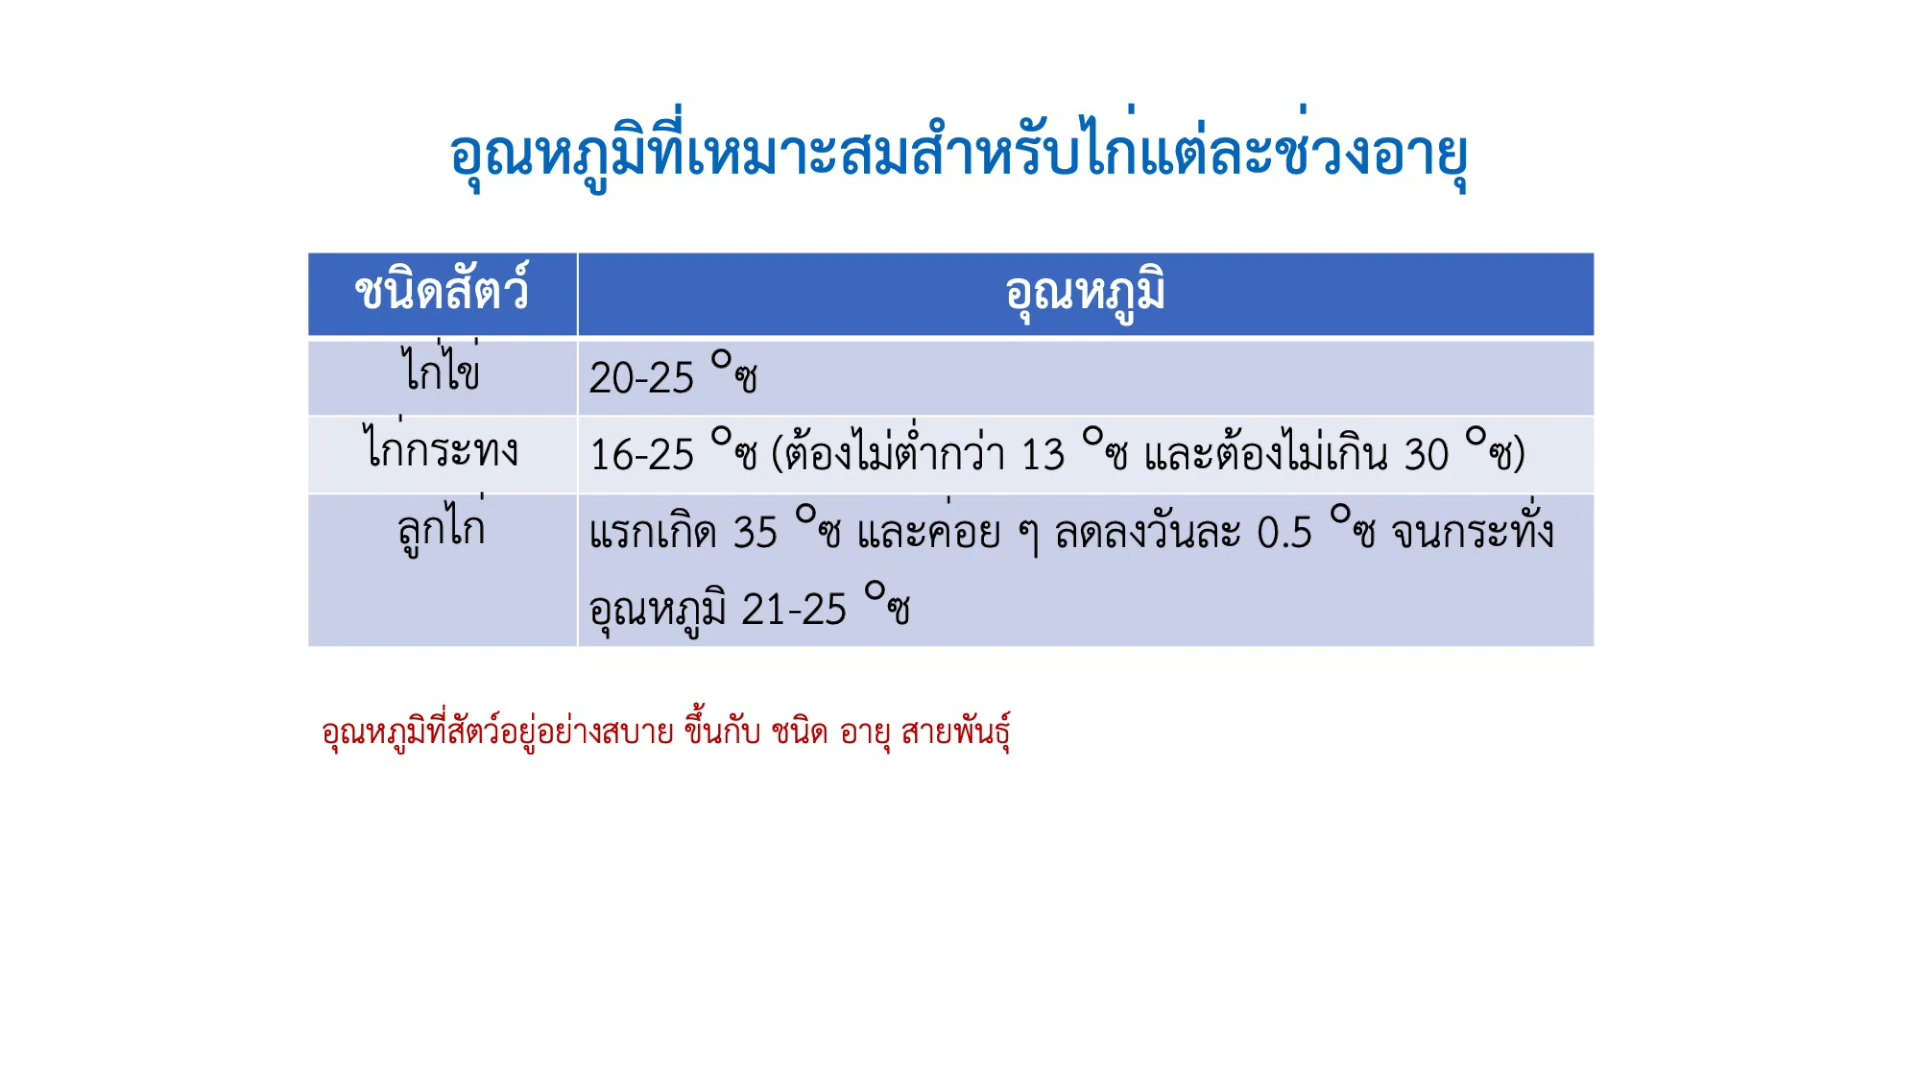 อุณหภูมิที่เหมาะสมสำหรับไก่แต่ละช่วงอายุ
ชนิดสัตว์ อุณหภูมิ
ไก่ไข่ 20-25 °ซ
ไก่กระทง 16-25 °ซ (ต้องไม่ต่ำกว่า 13 °ซ และต้องไม่เกิน 30 °ซ)
ลูกไก่ แรกเกิด 35 °ซ และค่อย ๆ ลดลงวันละ 0.5 °ซ จนกระทั่ง
อุณหภูมิ 21-25 °ซ
อุณหภูมิที่สัตว์อยู่อย่างสบาย ขึ้นกับ ชนิด อายุ สายพันธุ์